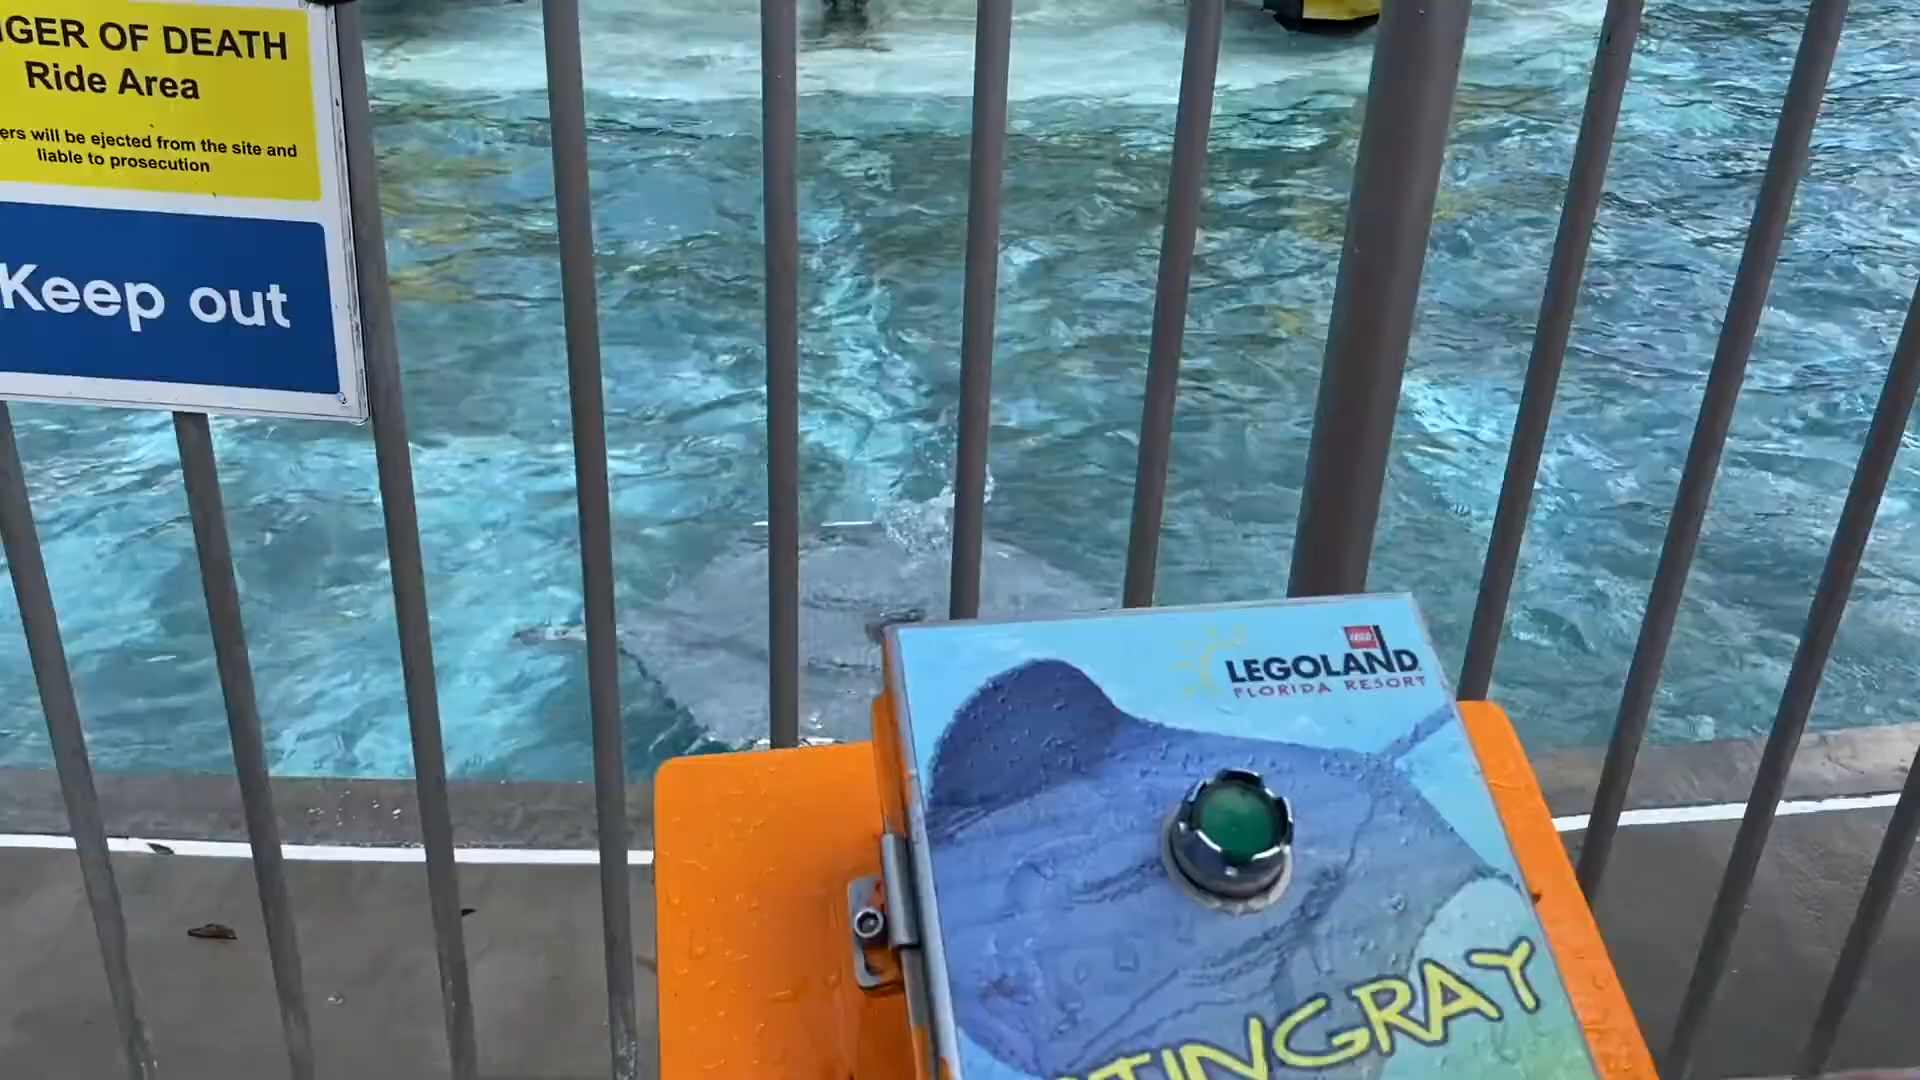 GER OF DEATH
Ride Area
ers will be ejected from the site and
liable to prosecution
Keep out
LEGO
LEGOLAND
FLORIDA RESORT
TINGRAY